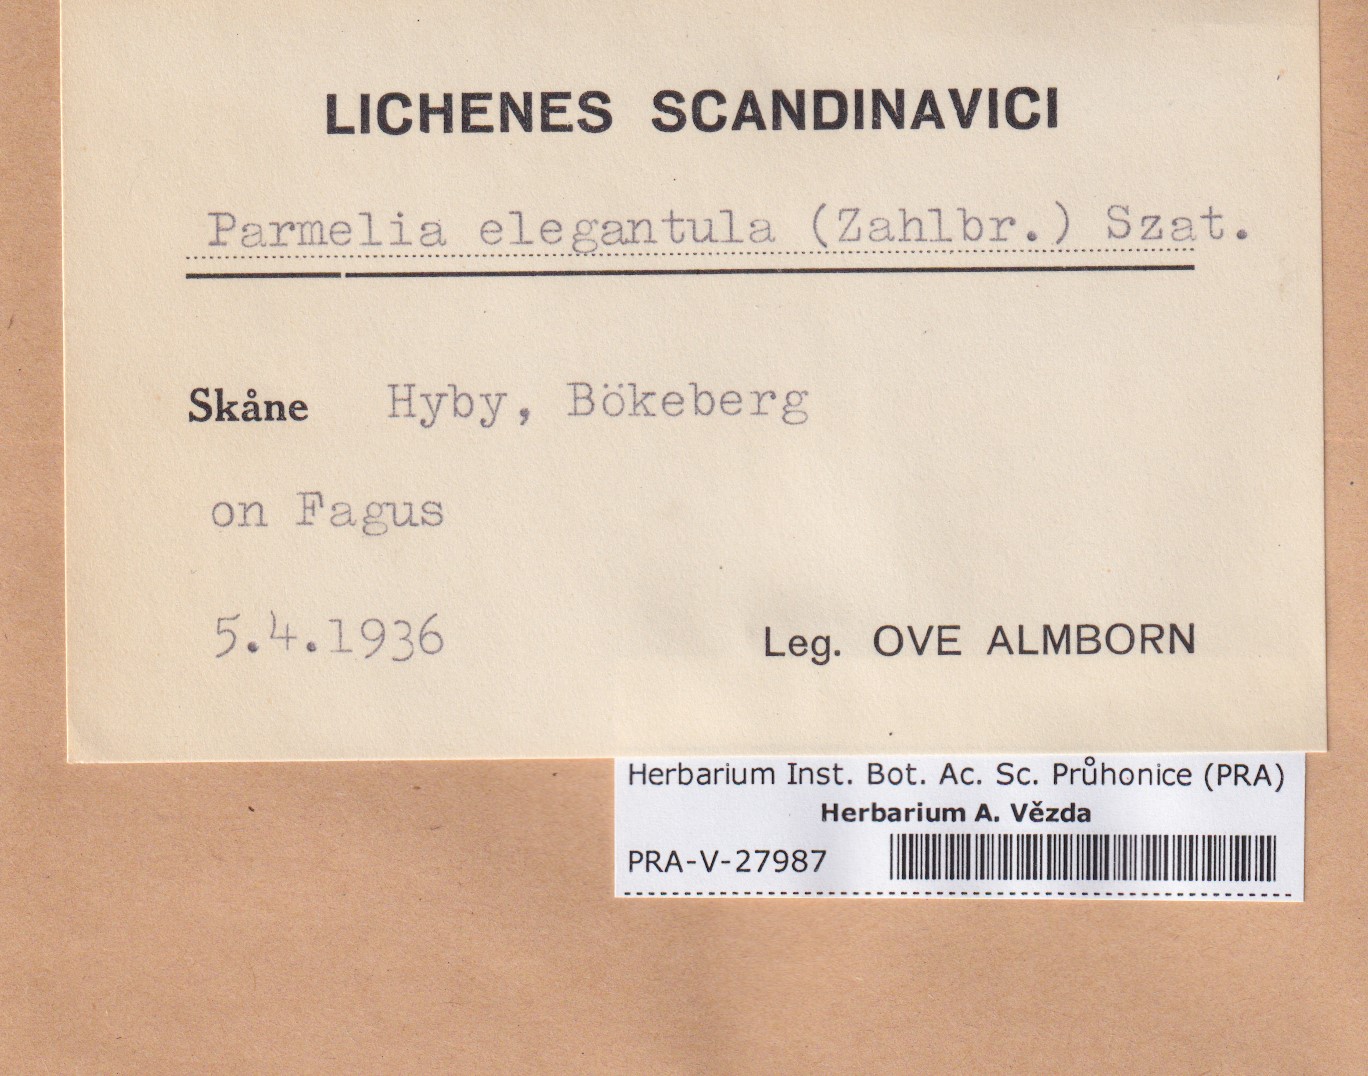 LICHENES SCANDINAVICI
Parmelia elegantula (Zahlbr.) Szat.
Skåne Hyby, Bökeberg
on Fagus
5.4.1936 Leg. OVE ALMBORN
Herbarium Inst. Bot. Ac. Sc. Průhonice (PRA)
Herbarium A. Vězda
PRA-V-27987